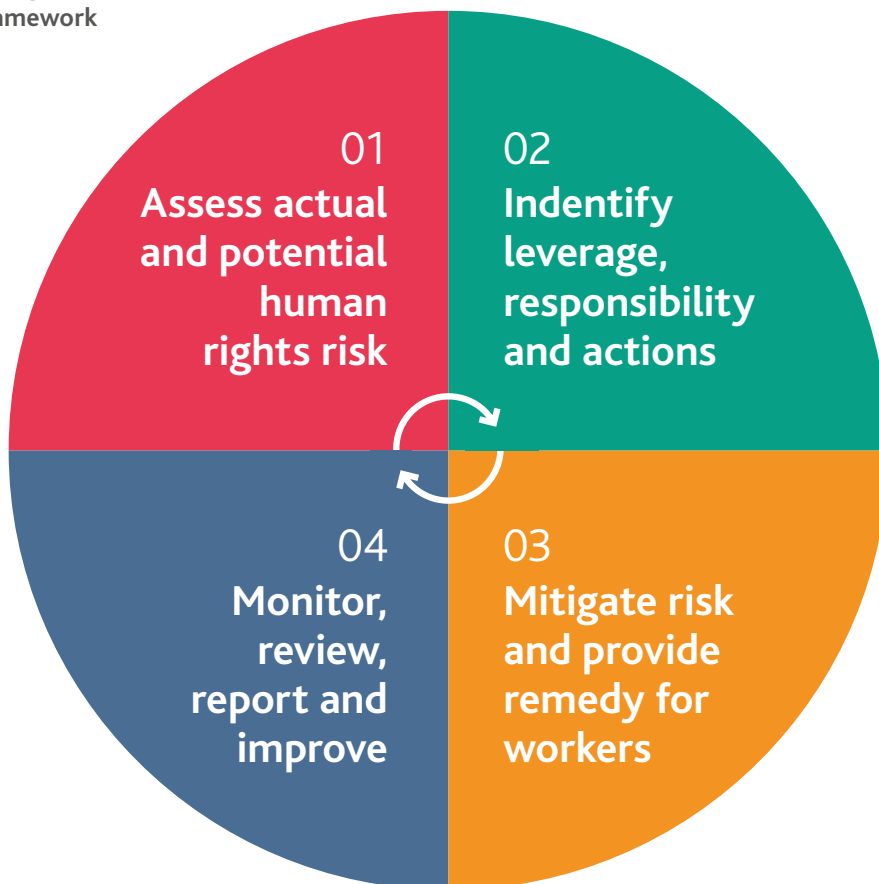 amework
01
Assess actual
and potential
human
rights risk
02
Indentify
leverage,
responsibility
and actions
03
Mitigate risk
and provide
remedy for
workers
04
Monitor,
review,
report and
improve